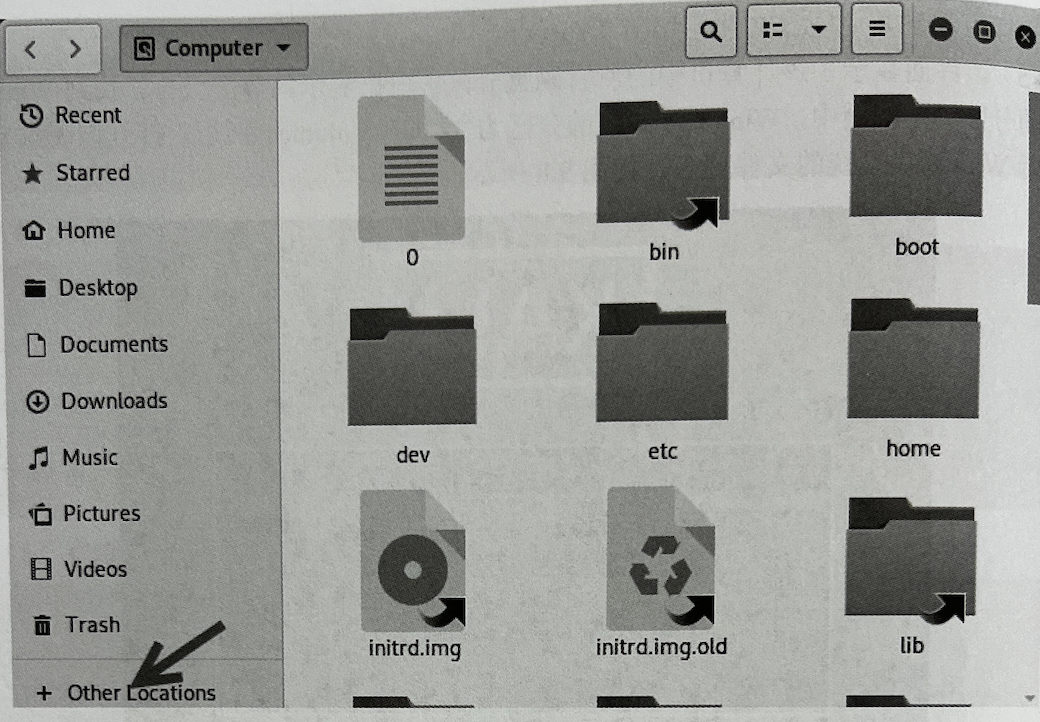 Computer
Recent
Starred
Home
Desktop
Documents
Downloads
Music
Pictures
Videos
Trash
Other Locations
0
bin
boot
dev
etc
home
initrd.img
initrd.img.old
lib